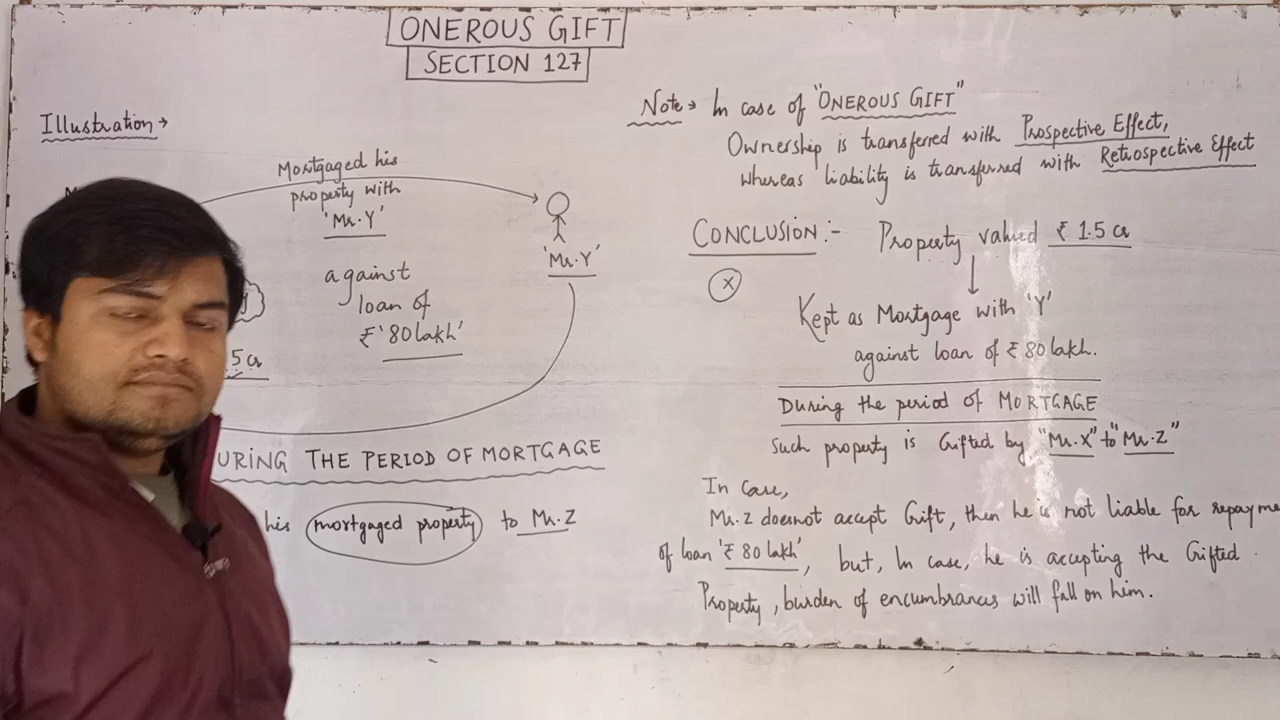 ONEROUS GIFT
SECTION 127
Illustration →
Mortgaged his
property with
'Mr. Y'
against
loan of
₹ '80 lakh'
'Mr. Y'
5 cr
URING THE PERIOD OF MORTGAGE
his mortgaged property to Mr. Z
Note → In case of "ONEROUS GIFT"
Ownership is transferred with Prospective Effect,
whereas liability is transferred with Retrospective Effect
CONCLUSION :- Property valued ₹ 1.5 cr
X
Kept as Mortgage with 'Y'
against loan of ₹ 80 lakh.
During the period of MORTGAGE
Such property is Gifted by "Mr. X" to "Mr. Z"
In Case,
Mr. Z doesnot accept Gift, then he is not liable for repayme
of loan '₹ 80 lakh', but, In case, he is accepting the Gifted
Property, burden of encumbrances will fall on him.